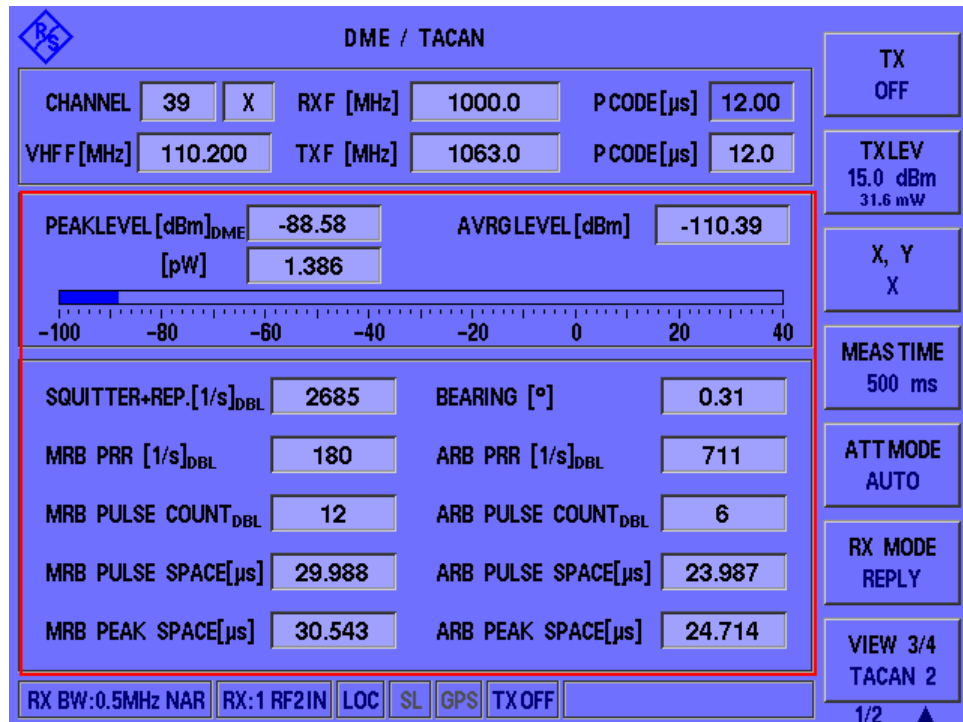 R/S
DME / TACAN
CHANNEL 39 X RXF [MHz] 1000.0 P CODE[µs] 12.00
VHF F[MHz] 110.200 TXF [MHz] 1063.0 P CODE[µs] 12.0
PEAKLEVEL[dBm]DME -88.58 AVRG LEVEL[dBm] -110.39
[pW] 1.386
-100 -80 -60 -40 -20 0 20 40
SQUITTER+REP.[1/s]DBL 2685 BEARING [°] 0.31
MRB PRR [1/s]DBL 180 ARB PRR [1/s]DBL 711
MRB PULSE COUNTDBL 12 ARB PULSE COUNTDBL 6
MRB PULSE SPACE[µs] 29.988 ARB PULSE SPACE[µs] 23.987
MRB PEAK SPACE[µs] 30.543 ARB PEAK SPACE[µs] 24.714
RX BW:0.5MHz NAR RX:1 RF2IN LOC SL GPS TX OFF
TX
OFF
TX LEV
15.0 dBm
31.6 mW
X, Y
X
MEAS TIME
500 ms
ATT MODE
AUTO
RX MODE
REPLY
VIEW 3/4
TACAN 2
1/2